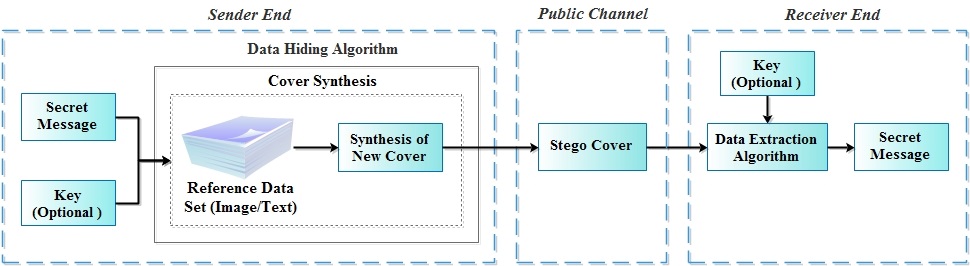 Sender End
Public Channel
Receiver End
Data Hiding Algorithm
Cover Synthesis
Secret
Message
Key
(Optional )
Reference Data
Set (Image/Text)
Synthesis of
New Cover
Stego Cover
Key
(Optional )
Data Extraction
Algorithm
Secret
Message